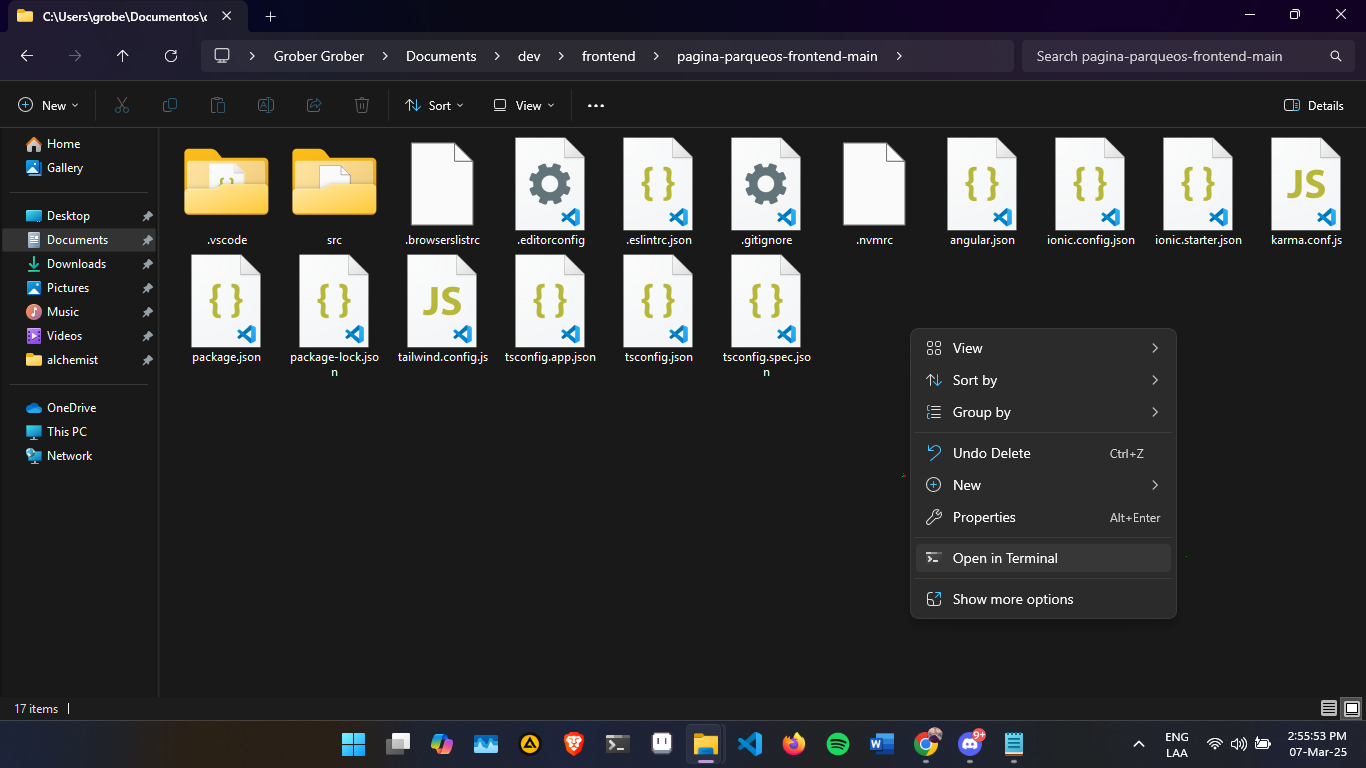 C:\Users\grobe\Documentos\c
Grober Grober
Documents
dev
frontend
pagina-parqueos-frontend-main
Search pagina-parqueos-frontend-main
New
Sort
View
Details
Home
Gallery
Desktop
Documents
Downloads
Pictures
Music
Videos
alchemist
OneDrive
This PC
Network
.vscode
src
.browserslistrc
.editorconfig
.eslintrc.json
.gitignore
.nvmrc
angular.json
ionic.config.json
ionic.starter.json
JS
karma.conf.js
package.json
package-lock.jso
n
JS
tailwind.config.js
tsconfig.app.json
tsconfig.json
tsconfig.spec.jso
n
View
Sort by
Group by
Undo Delete Ctrl+Z
New
Properties Alt+Enter
Open in Terminal
Show more options
17 items
9+
ENG
LAA
2:55:53 PM
07-Mar-25